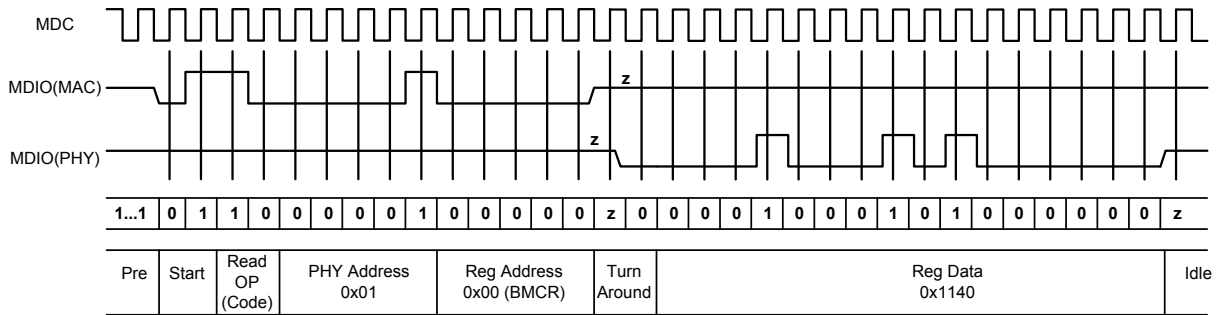 MDC
MDIO(MAC)
z
MDIO(PHY)
z
1...1 0 1 1 0 0 0 0 0 1 0 0 0 0 0 z 0 0 0 0 1 0 0 0 1 0 1 0 0 0 0 0 0 z
Pre
Start
Read
OP
(Code)
PHY Address
0x01
Reg Address
0x00 (BMCR)
Turn
Around
Reg Data
0x1140
Idle